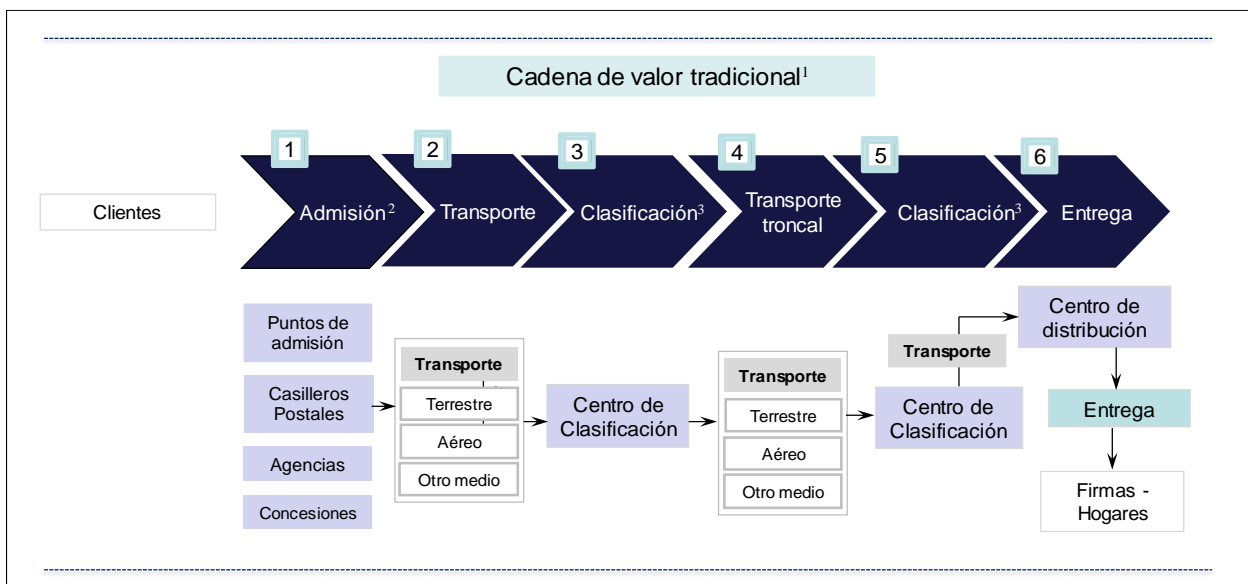 Cadena de valor tradicional¹
1
2
3
4
5
6
Clientes
Admisión²
Transporte
Clasificación³
Transporte
troncal
Clasificación³
Entrega
Puntos de
admisión
Casilleros
Postales
Agencias
Concesiones
Transporte
Terrestre
Aéreo
Otro medio
Centro de
Clasificación
Transporte
Terrestre
Aéreo
Otro medio
Transporte
Centro de
Clasificación
Centro de
distribución
Entrega
Firmas -
Hogares